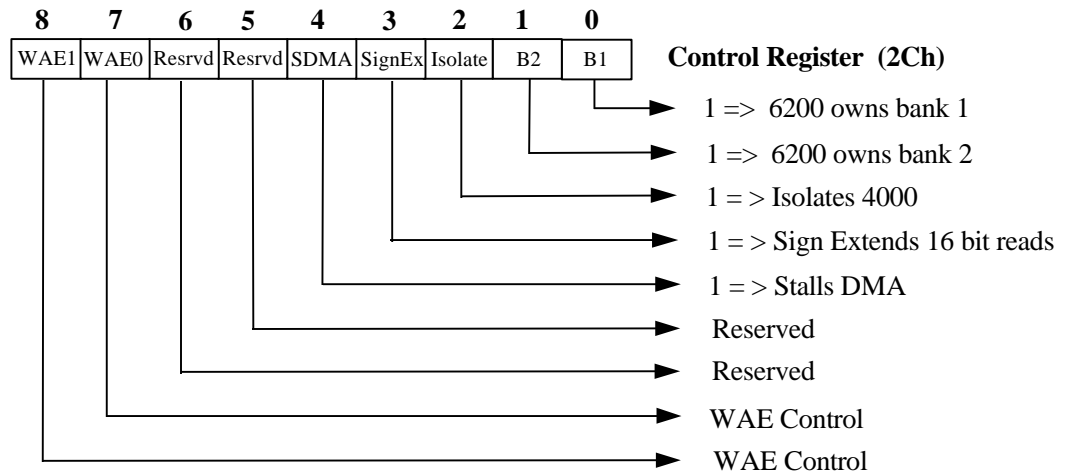 8 7 6 5 4 3 2 1 0
WAE1 WAE0 Resrvd Resrvd SDMA SignEx Isolate B2 B1 Control Register (2Ch)
1 => 6200 owns bank 1
1 => 6200 owns bank 2
1 = > Isolates 4000
1 = > Sign Extends 16 bit reads
1 = > Stalls DMA
Reserved
Reserved
WAE Control
WAE Control